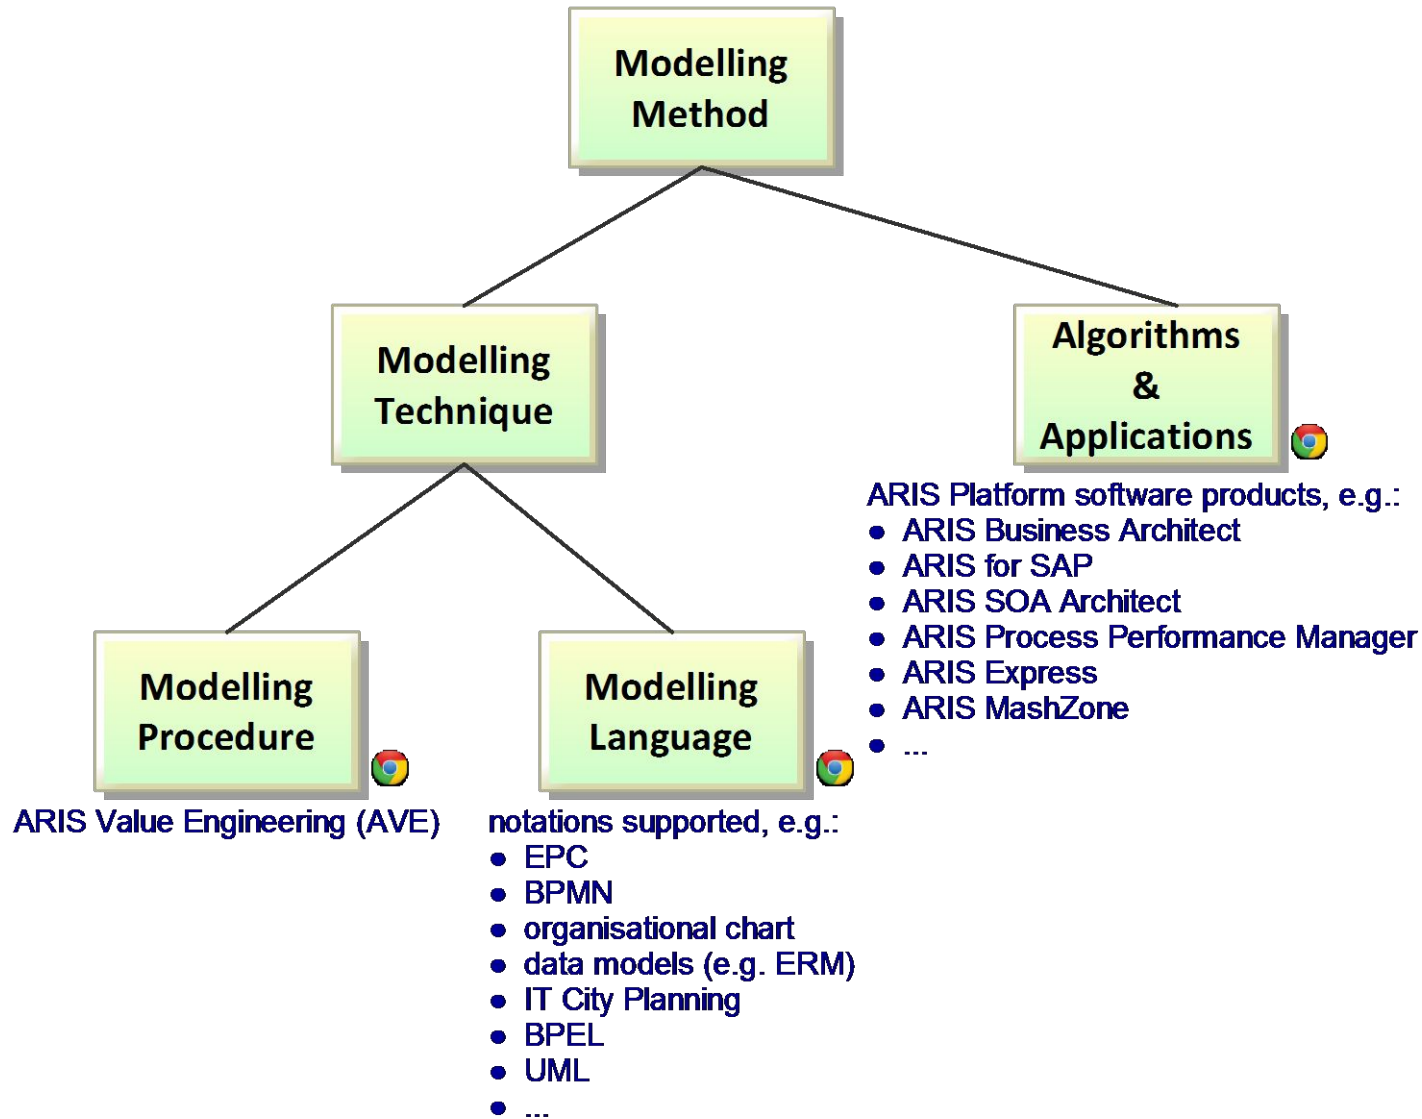 Modelling
Method
Modelling
Technique
Algorithms
&
Applications
ARIS Platform software products, e.g.:
● ARIS Business Architect
● ARIS for SAP
● ARIS SOA Architect
● ARIS Process Performance Manager
● ARIS Express
● ARIS MashZone
● ...
Modelling
Procedure
ARIS Value Engineering (AVE)
Modelling
Language
notations supported, e.g.:
● EPC
● BPMN
● organisational chart
● data models (e.g. ERM)
● IT City Planning
● BPEL
● UML
● ...